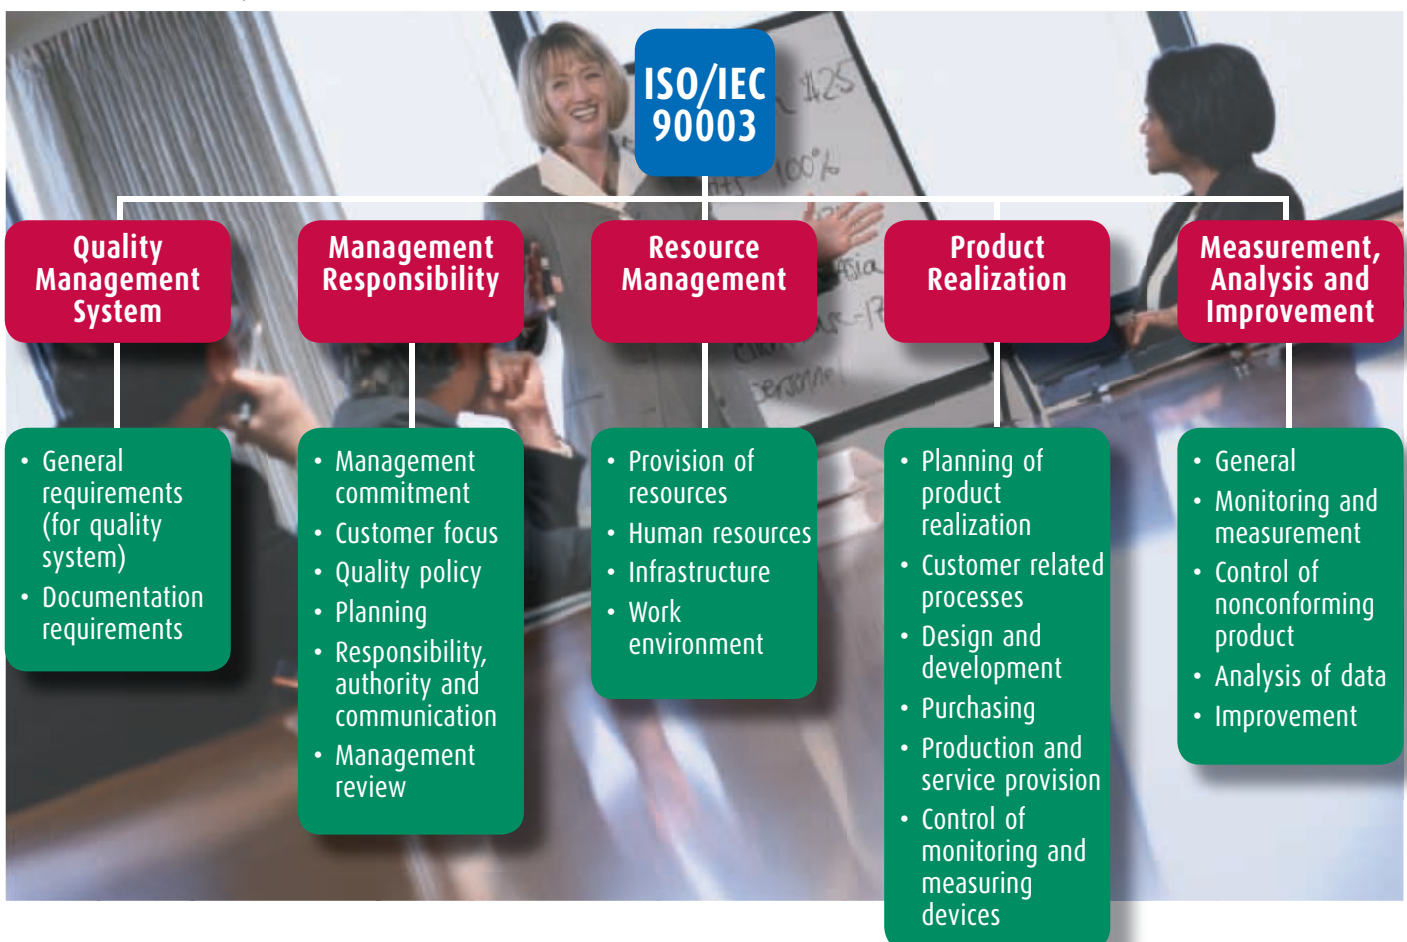 ISO/IEC
90003
$125
100%
Asia
personnel
Quality
Management
System
Management
Responsibility
Resource
Management
Product
Realization
Measurement,
Analysis and
Improvement
• General
requirements
(for quality
system)
• Documentation
requirements
• Management
commitment
• Customer focus
• Quality policy
• Planning
• Responsibility,
authority and
communication
• Management
review
• Provision of
resources
• Human resources
• Infrastructure
• Work
environment
• Planning of
product
realization
• Customer related
processes
• Design and
development
• Purchasing
• Production and
service provision
• Control of
monitoring and
measuring
devices
• General
• Monitoring and
measurement
• Control of
nonconforming
product
• Analysis of data
• Improvement